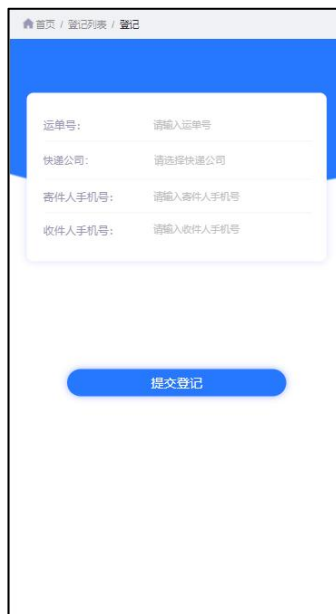 首页 / 登记列表 / 登记
运单号: 请输入运单号
快递公司: 请选择快递公司
寄件人手机号: 请输入寄件人手机号
收件人手机号: 请输入收件人手机号
提交登记